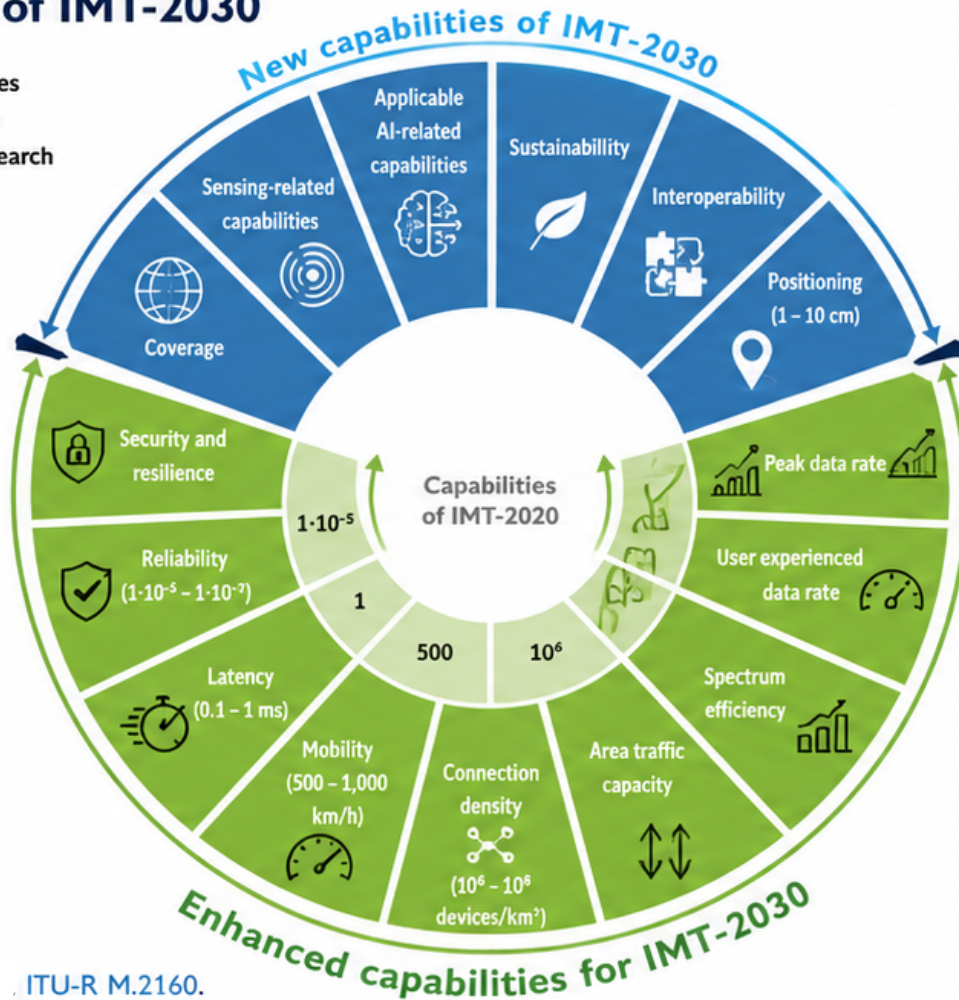 of IMT-2030
es
earch
New capabilities of IMT-2030
Coverage
Sensing-related
capabilities
Applicable
AI-related
capabilities
Sustainabillity
Interoperability
Positioning
(1 – 10 cm)
Security and
resilience
Reliability
(1·10⁻⁵ – 1·10⁻⁷)
Latency
(0.1 – 1 ms)
Mobility
(500 – 1,000
km/h)
Connection
density
(10⁶ – 10⁸
devices/km²)
Area traffic
capacity
Spectrum
efficiency
User experienced
data rate
Peak data rate
1·10⁻⁵
1
500
10⁶
Capabilities
of IMT-2020
Enhanced capabilities for IMT-2030
ITU-R M.2160.